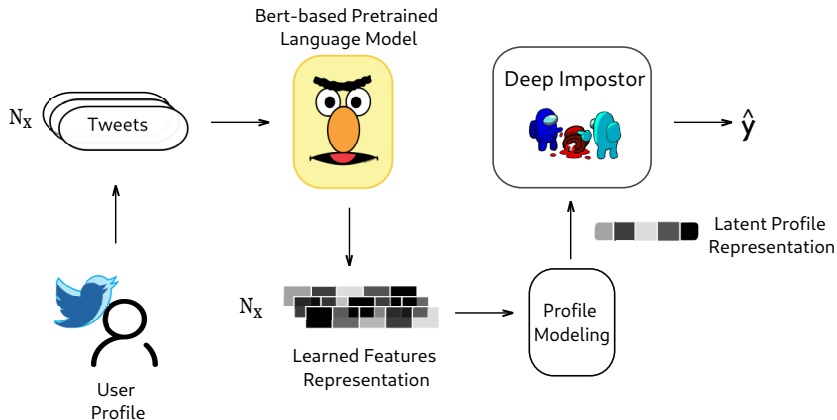 Bert-based Pretrained
Language Model
Deep Impostor
Nx
Tweets
ŷ
Latent Profile
Representation
Nx
Profile
Modeling
Learned Features
Representation
User
Profile